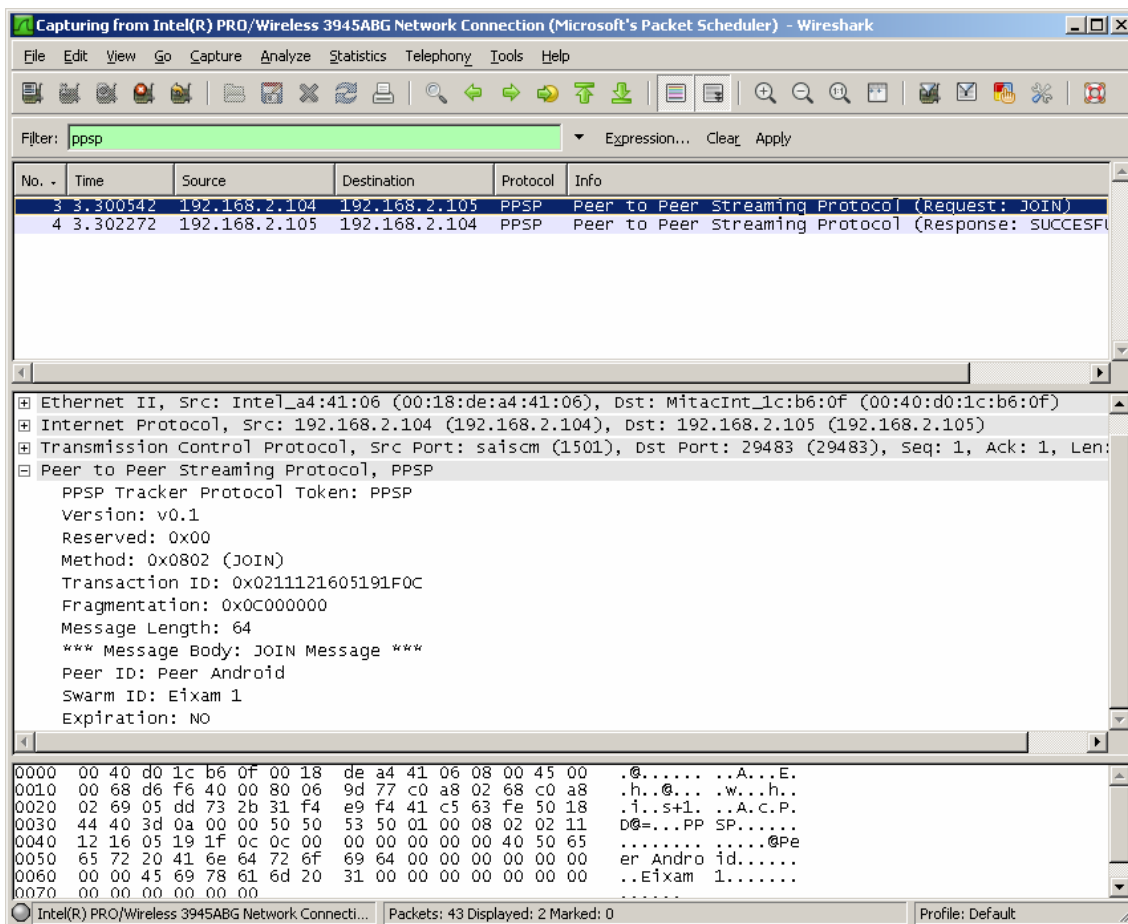 Capturing from Intel(R) PRO/Wireless 3945ABG Network Connection (Microsoft's Packet Scheduler) - Wireshark
File Edit View Go Capture Analyze Statistics Telephony Tools Help
Filter: ppsp Expression... Clear Apply
No. Time Source Destination Protocol Info
3 3.300542 192.168.2.104 192.168.2.105 PPSP Peer to Peer Streaming Protocol (Request: JOIN)
4 3.302272 192.168.2.105 192.168.2.104 PPSP Peer to Peer Streaming Protocol (Response: SUCCESFU
Ethernet II, Src: Intel_a4:41:06 (00:18:de:a4:41:06), Dst: MitacInt_1c:b6:0f (00:40:d0:1c:b6:0f)
Internet Protocol, Src: 192.168.2.104 (192.168.2.104), Dst: 192.168.2.105 (192.168.2.105)
Transmission Control Protocol, Src Port: saiscm (1501), Dst Port: 29483 (29483), Seq: 1, Ack: 1, Len:
Peer to Peer Streaming Protocol, PPSP
PPSP Tracker Protocol Token: PPSP
Version: v0.1
Reserved: 0x00
Method: 0x0802 (JOIN)
Transaction ID: 0x0211121605191F0C
Fragmentation: 0x0C000000
Message Length: 64
*** Message Body: JOIN Message ***
Peer ID: Peer Android
Swarm ID: Eixam 1
Expiration: NO
0000 00 40 d0 1c b6 0f 00 18 de a4 41 06 08 00 45 00 .@...... ..A...E.
0010 00 68 d6 f6 40 00 80 06 9d 77 c0 a8 02 68 c0 a8 .h..@... .w...h..
0020 02 69 05 dd 73 2b 31 f4 e9 f4 41 c5 63 fe 50 18 .i..s+1. ..A.c.P.
0030 44 40 3d 0a 00 00 50 50 53 50 01 00 08 02 02 11 D@=...PP SP......
0040 12 16 05 19 1f 0c 0c 00 00 00 00 00 00 40 50 65 ........ .....@Pe
0050 65 72 20 41 6e 64 72 6f 69 64 00 00 00 00 00 00 er Andro id......
0060 00 00 45 69 78 61 6d 20 31 00 00 00 00 00 00 00 ..Eixam 1.......
0070 00 00 00 00 00 00 ......
Intel(R) PRO/Wireless 3945ABG Network Connecti... Packets: 43 Displayed: 2 Marked: 0 Profile: Default